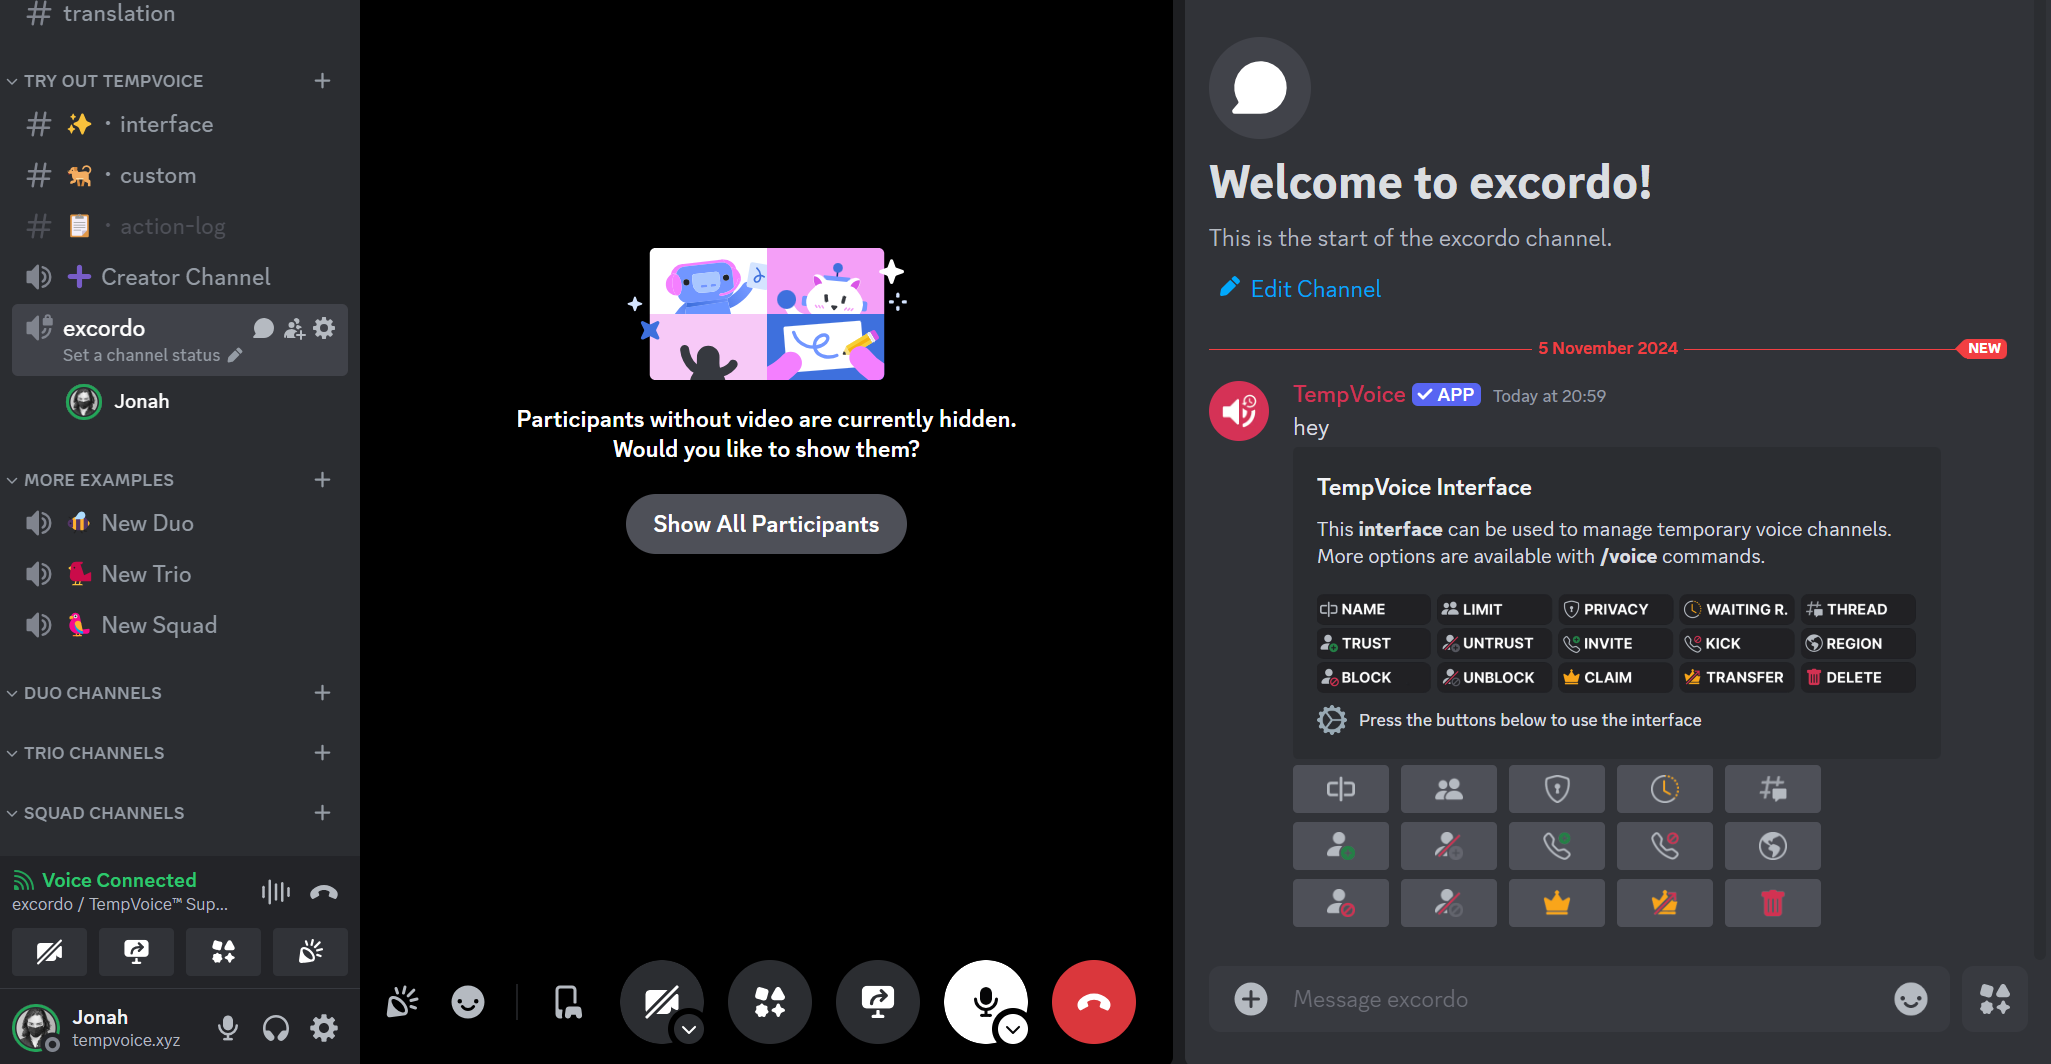 translation
TRY OUT TEMPVOICE
interface
custom
action-log
Creator Channel
excordo
Set a channel status
Jonah
MORE EXAMPLES
New Duo
New Trio
New Squad
DUO CHANNELS
TRIO CHANNELS
SQUAD CHANNELS
Voice Connected
excordo / TempVoice™ Sup...
Jonah
tempvoice.xyz
Participants without video are currently hidden.
Would you like to show them?
Show All Participants
Welcome to excordo!
This is the start of the excordo channel.
Edit Channel
5 November 2024 NEW
TempVoice APP Today at 20:59
hey
TempVoice Interface
This interface can be used to manage temporary voice channels.
More options are available with /voice commands.
NAME LIMIT PRIVACY WAITING R. THREAD
TRUST UNTRUST INVITE KICK REGION
BLOCK UNBLOCK CLAIM TRANSFER DELETE
Press the buttons below to use the interface
Message excordo